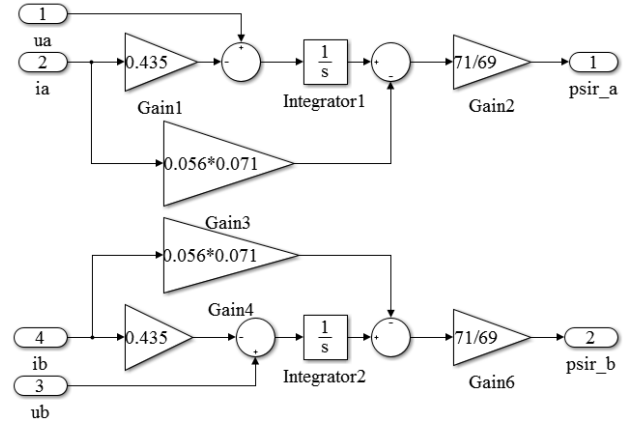 1
ua
2
ia
0.435
Gain1
+
-
1
s
Integrator1
+
-
71/69
Gain2
1
psir_a
0.056*0.071
Gain3
0.056*0.071
4
ib
0.435
Gain4
-
+
1
s
Integrator2
-
+
71/69
Gain6
2
psir_b
3
ub